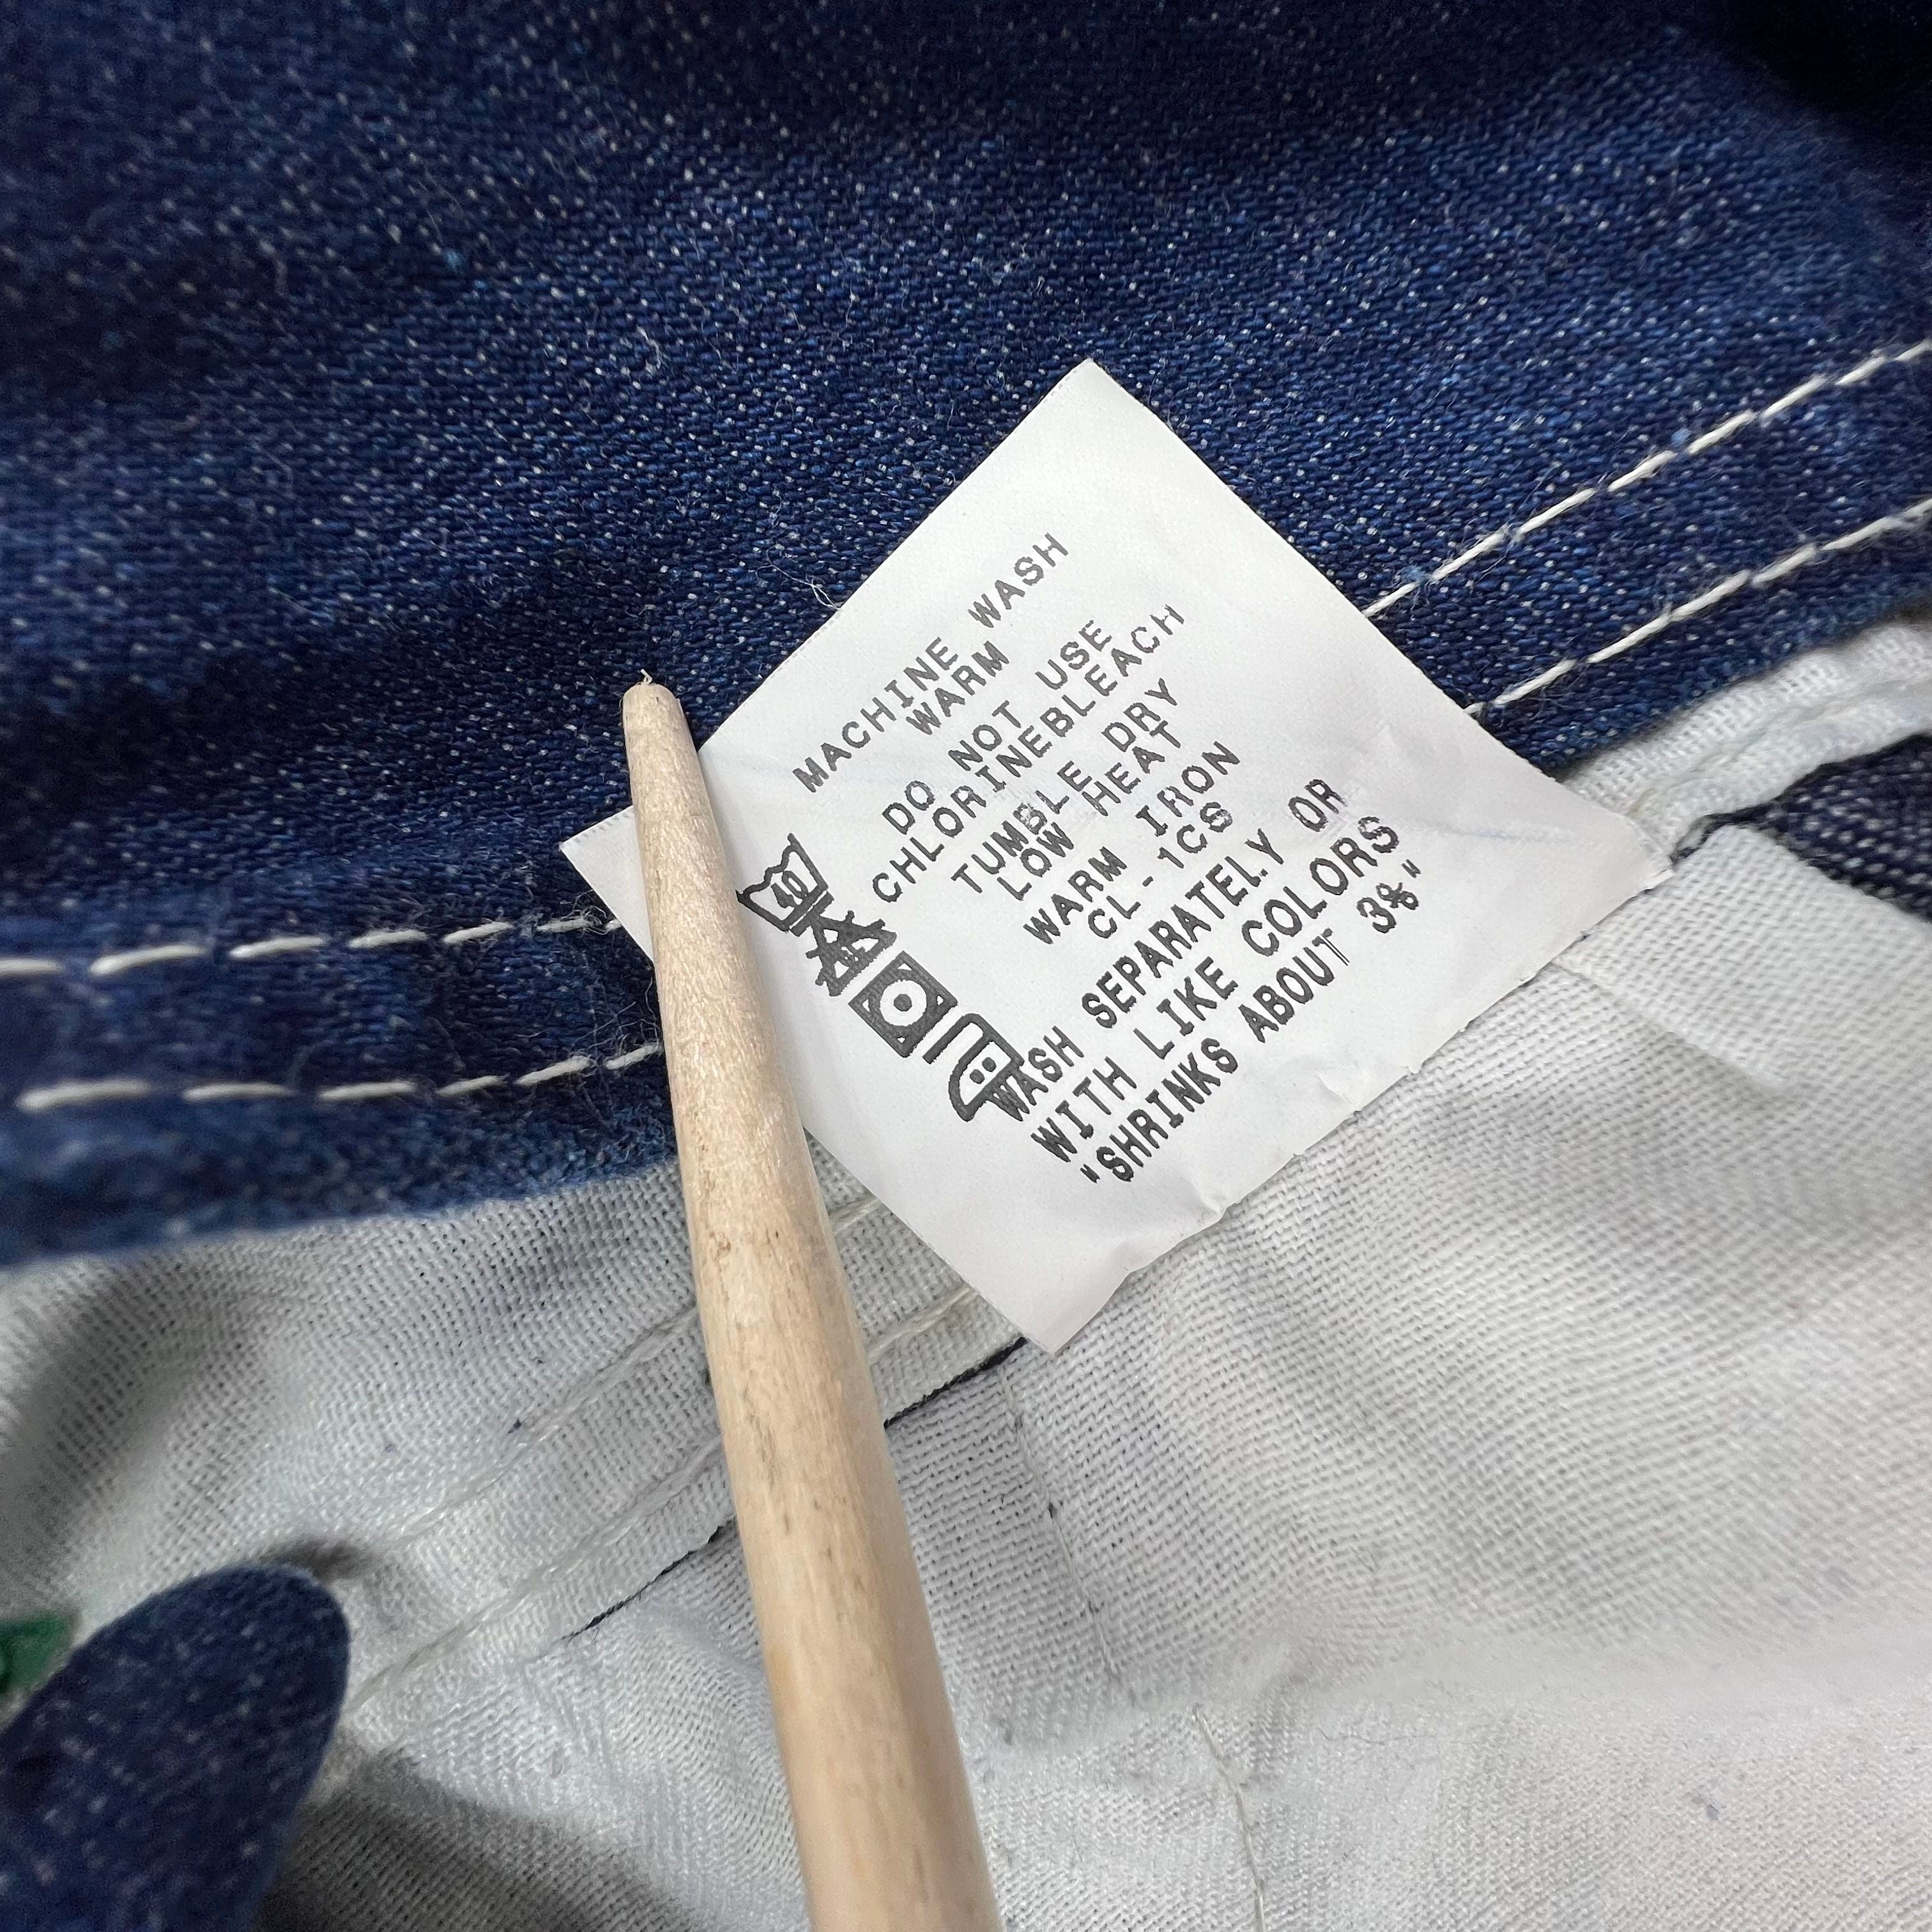 MACHINE WASH
WARM
DO NOT USE
CHLORINEBLEACH
TUMBLE DRY
LOW HEAT
WARM IRON
CL-1CS
40
WASH SEPARATELY OR
WITH LIKE COLORS
"SHRINKS ABOUT 3%"